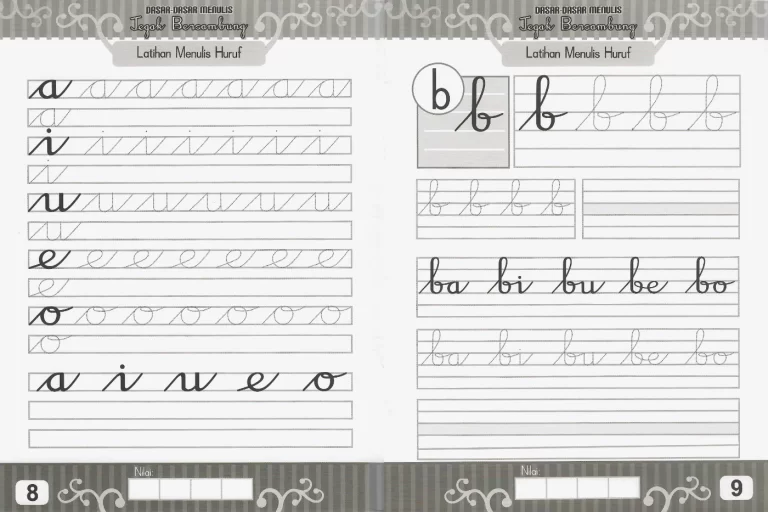 DASAR-DASAR MENULIS
Tegak Bersambung
Latihan Menulis Huruf
a a a a a a a
a
i i i i i i i
i
u u u u u u u
u
e e e e e e e
e
o o o o o o o
o
a i u e o
Nilai:
8
DASAR-DASAR MENULIS
Tegak Bersambung
Latihan Menulis Huruf
b b b b b b
b b b b
ba bi bu be bo
ba bi bu be bo
Nilai:
9